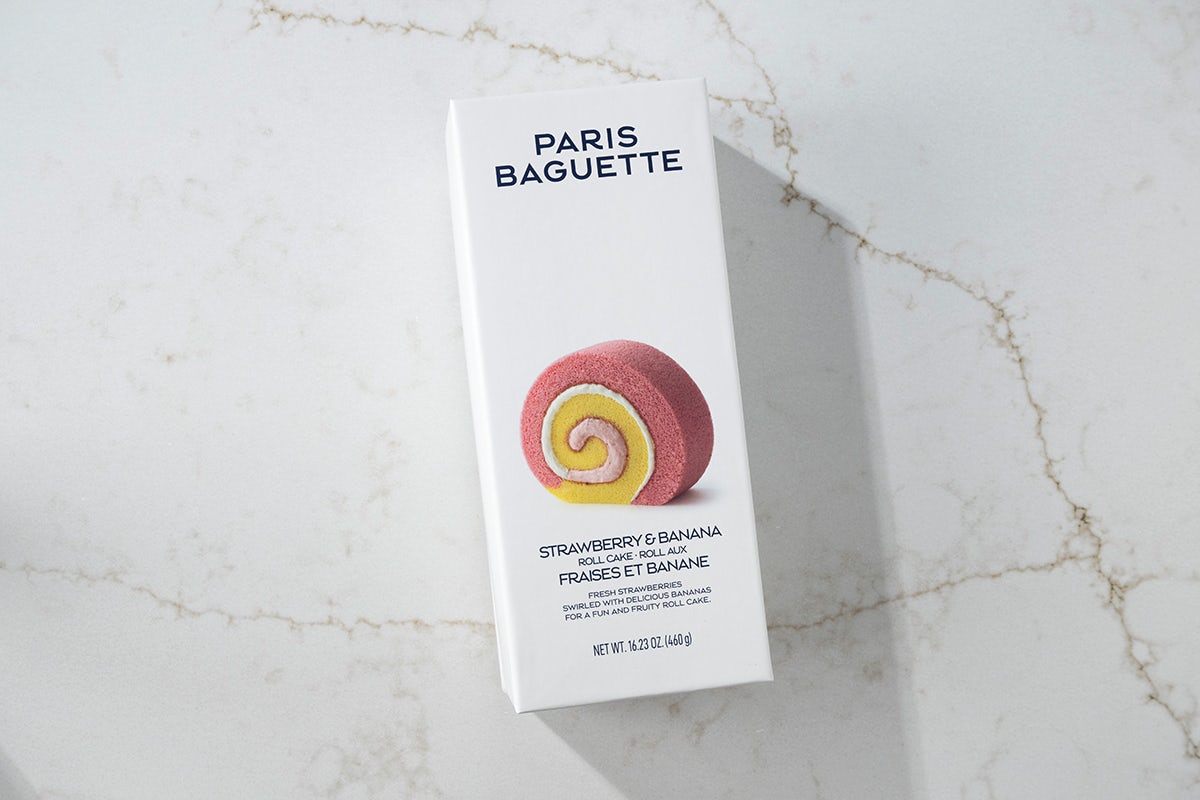 PARIS
BAGUETTE
STRAWBERRY & BANANA
ROLL CAKE · ROLL AUX
FRAISES ET BANANE
FRESH STRAWBERRIES
SWIRLED WITH DELICIOUS BANANAS
FOR A FUN AND FRUITY ROLL CAKE.
NET WT. 16.23 OZ. (460 g)